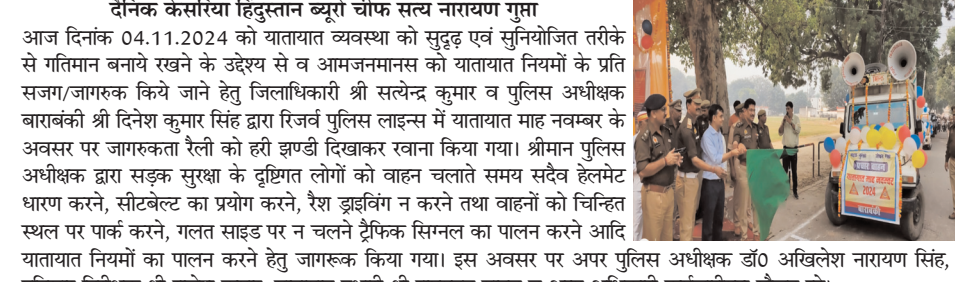 दैनिक केसरिया हिंदुस्तान ब्यूरो चीफ सत्य नारायण गुप्ता
आज दिनांक 04.11.2024 को यातायात व्यवस्था को सुदृढ़ एवं सुनियोजित तरीके
से गतिमान बनाये रखने के उद्देश्य से व आमजनमानस को यातायात नियमों के प्रति
सजग/जागरुक किये जाने हेतु जिलाधिकारी श्री सत्येन्द्र कुमार व पुलिस अधीक्षक
बाराबंकी श्री दिनेश कुमार सिंह द्वारा रिजर्व पुलिस लाइन्स में यातायात माह नवम्बर के
अवसर पर जागरुकता रैली को हरी झण्डी दिखाकर रवाना किया गया। श्रीमान पुलिस
अधीक्षक द्वारा सड़क सुरक्षा के दृष्टिगत लोगों को वाहन चलाते समय सदैव हेलमेट
धारण करने, सीटबेल्ट का प्रयोग करने, रैश ड्राइविंग न करने तथा वाहनों को चिन्हित
स्थल पर पार्क करने, गलत साइड पर न चलने ट्रैफिक सिग्नल का पालन करने आदि
यातायात नियमों का पालन करने हेतु जागरूक किया गया। इस अवसर पर अपर पुलिस अधीक्षक डॉ0 अखिलेश नारायण सिंह,
यातायात माह नवम्बर
2024
बाराबंकी